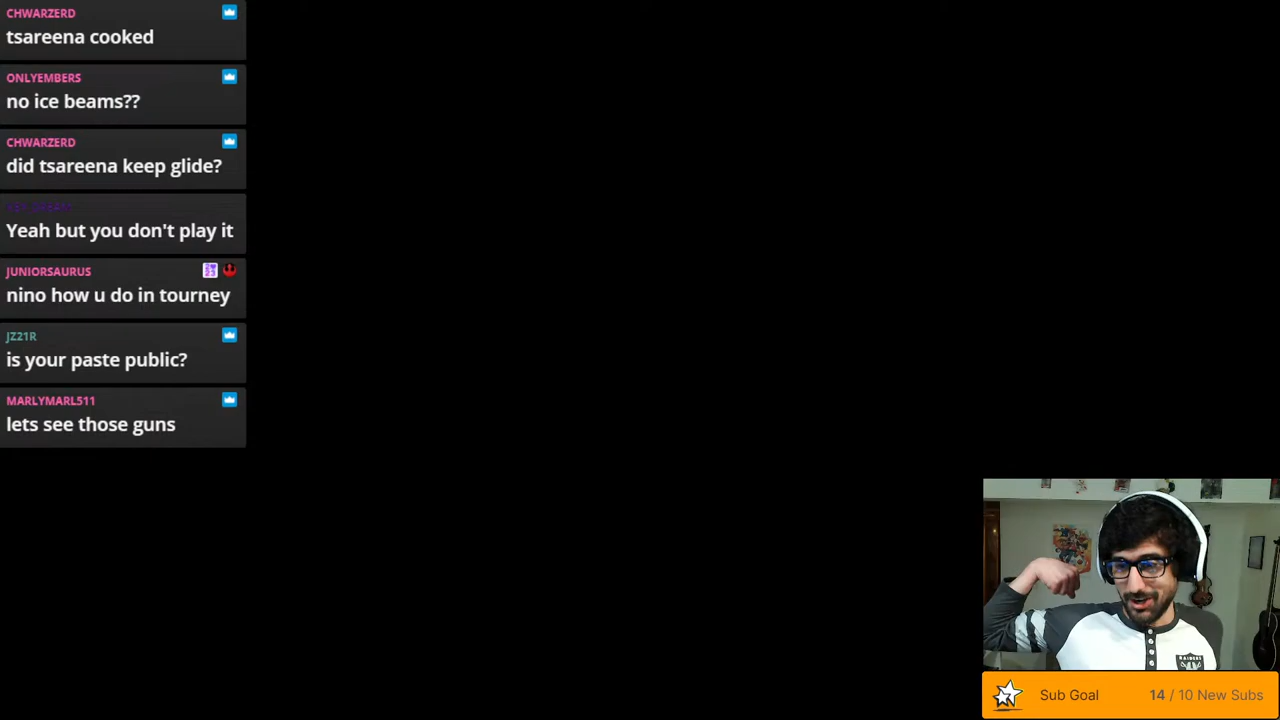 CHWARZERD
tsareena cooked
ONLYEMBERS
no ice beams??
CHWARZERD
did tsareena keep glide?
Yeah but you don't play it
JUNIORSAURUS
nino how u do in tourney
JZ21R
is your paste public?
MARLYMARL511
lets see those guns
RAIDERS
Sub Goal
14 / 10 New Subs